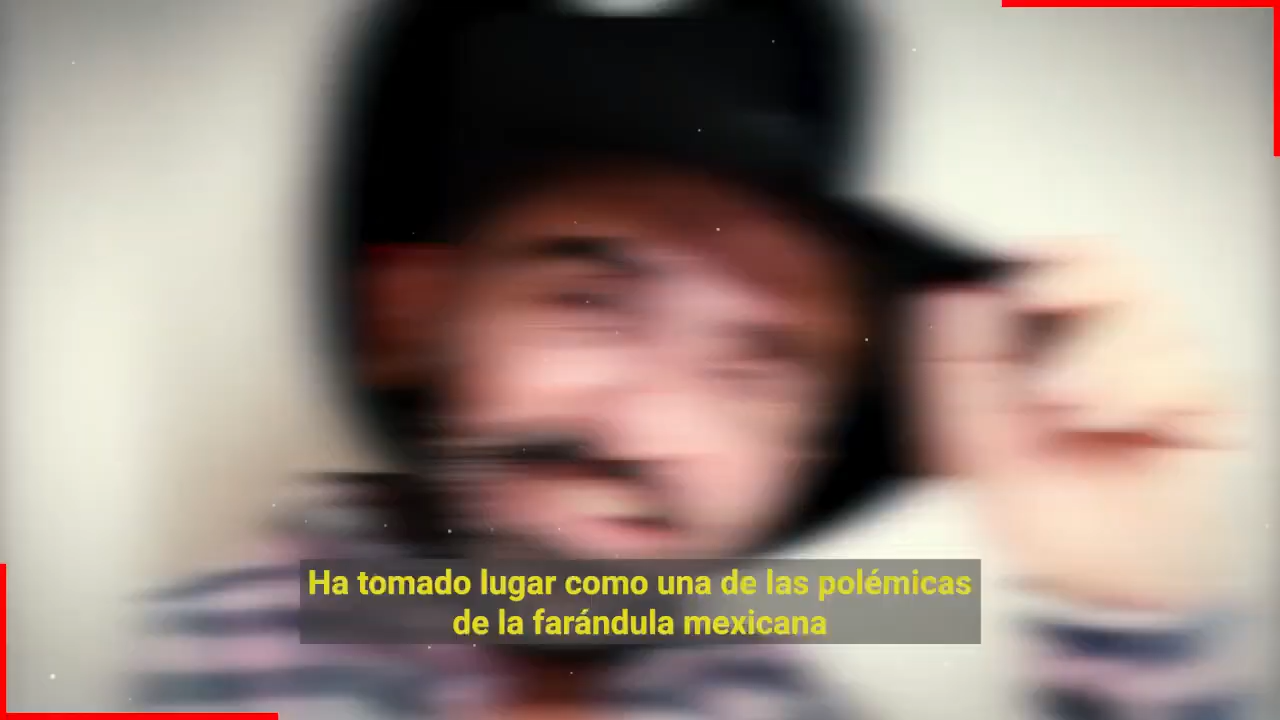 Ha tomado lugar como una de las polémicas
de la farándula mexicana